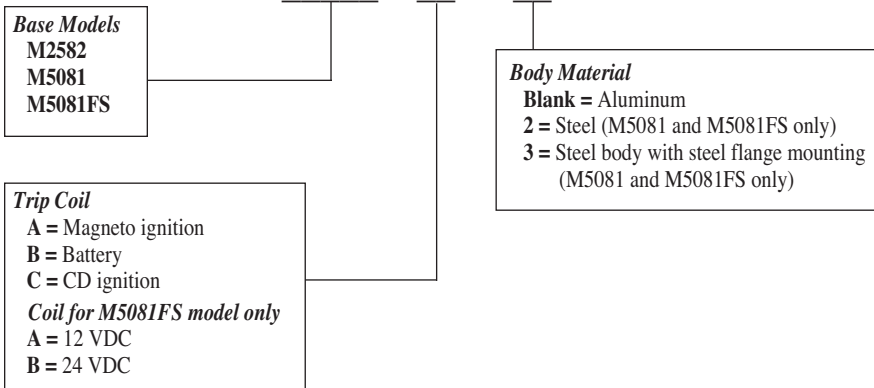 Base Models
M2582
M5081
M5081FS
Body Material
Blank = Aluminum
2 = Steel (M5081 and M5081FS only)
3 = Steel body with steel flange mounting
(M5081 and M5081FS only)
Trip Coil
A = Magneto ignition
B = Battery
C = CD ignition
Coil for M5081FS model only
A = 12 VDC
B = 24 VDC